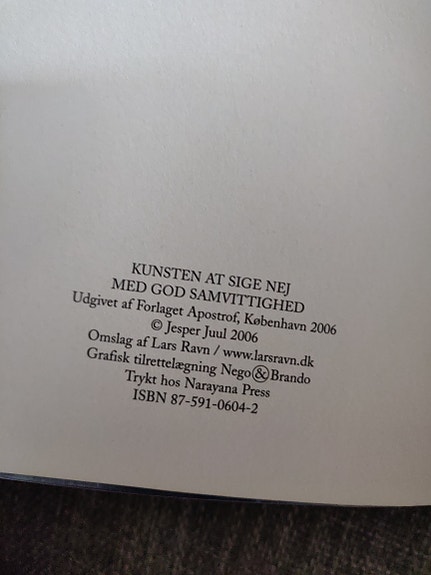 KUNSTEN AT SIGE NEJ
MED GOD SAMVITTIGHED
Udgivet af Forlaget Apostrof, København 2006
© Jesper Juul 2006
Omslag af Lars Ravn / www.larsravn.dk
Grafisk tilrettelægning Nego & Brando
Trykt hos Narayana Press
ISBN 87-591-0604-2